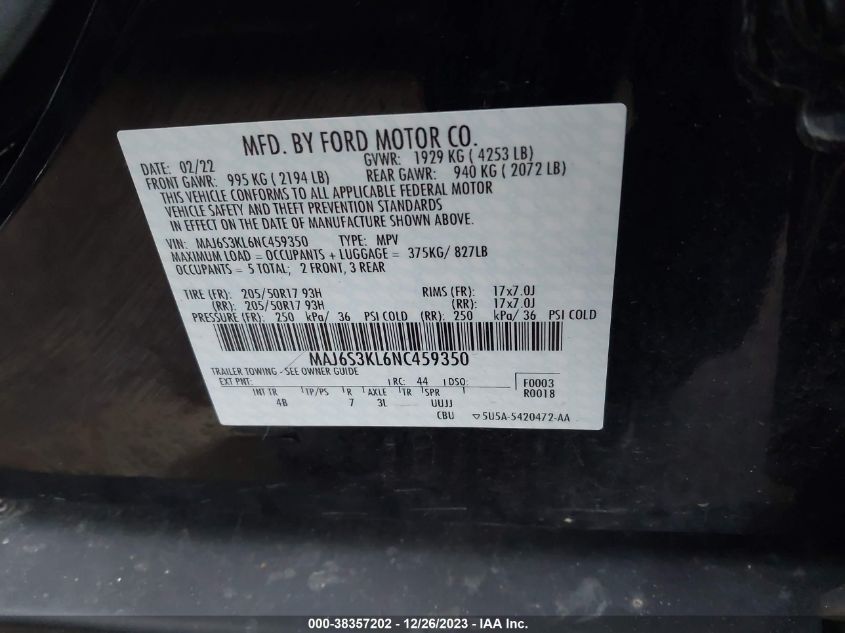 MFD. BY FORD MOTOR CO.
DATE: 02/22 GVWR: 1929 KG ( 4253 LB)
FRONT GAWR: 995 KG ( 2194 LB) REAR GAWR: 940 KG ( 2072 LB)
THIS VEHICLE CONFORMS TO ALL APPLICABLE FEDERAL MOTOR
VEHICLE SAFETY AND THEFT PREVENTION STANDARDS
IN EFFECT ON THE DATE OF MANUFACTURE SHOWN ABOVE.
VIN: MAJ6S3KL6NC459350 TYPE: MPV
MAXIMUM LOAD = OCCUPANTS + LUGGAGE = 375KG/ 827LB
OCCUPANTS = 5 TOTAL; 2 FRONT, 3 REAR
TIRE (FR): 205/50R17 93H RIMS (FR): 17x7.0J
(RR): 205/50R17 93H (RR): 17x7.0J
PRESSURE (FR): 250 kPa/ 36 PSI COLD (RR): 250 kPa/ 36 PSI COLD
MAJ6S3KL6NC459350
TRAILER TOWING - SEE OWNER GUIDE
EXT PNT: RC: 44 DSO: F0003
INT TR TP/PS R AXLE TR SPR R0018
4B 7 3L UUJJ
CBU 5U5A-5420472-AA
000-38357202 - 12/26/2023 - IAA Inc.